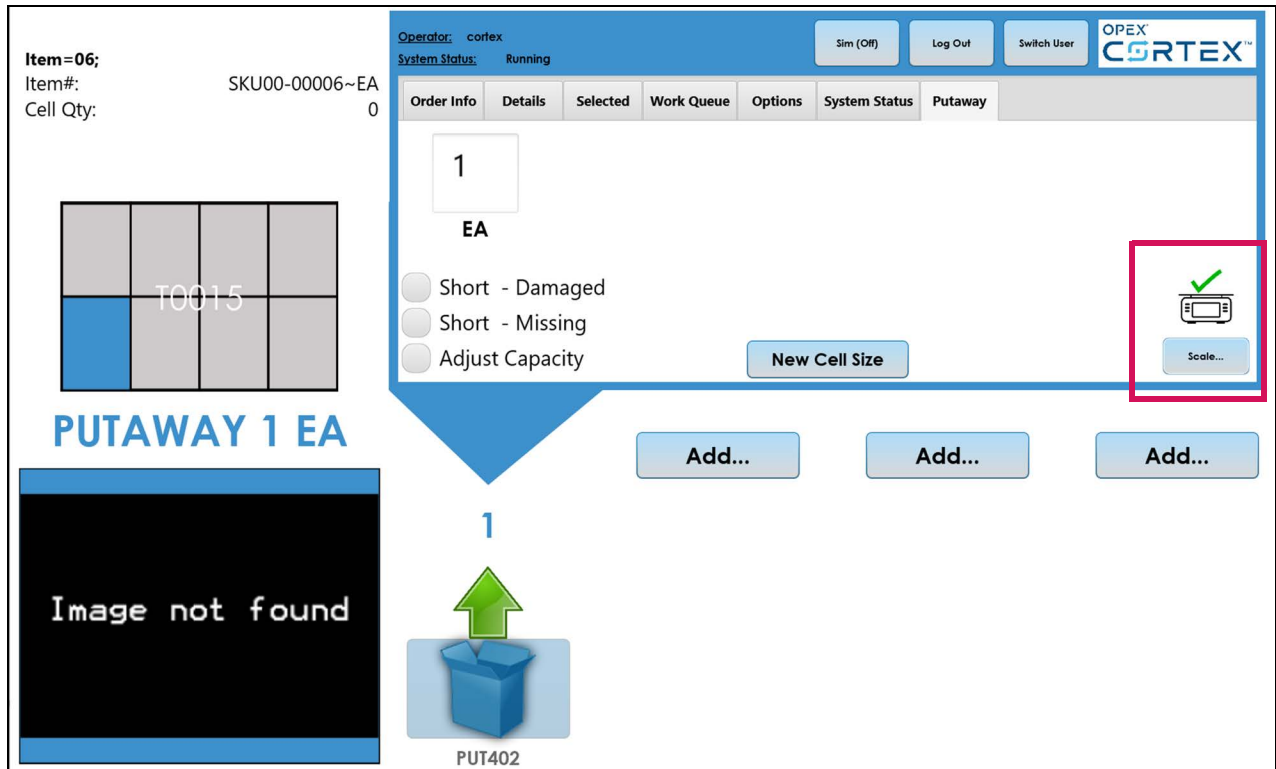 Item=06;
Item#: SKU00-00006~EA
Cell Qty: 0
T0015
PUTAWAY 1 EA
Image not found
Operator: cortex
System Status: Running
Sim (Off)
Log Out
Switch User
OPEX
CORTEX™
Order Info Details Selected Work Queue Options System Status Putaway
1
EA
Short - Damaged
Short - Missing
Adjust Capacity
New Cell Size
Scale...
Add... Add... Add...
1
PUT402